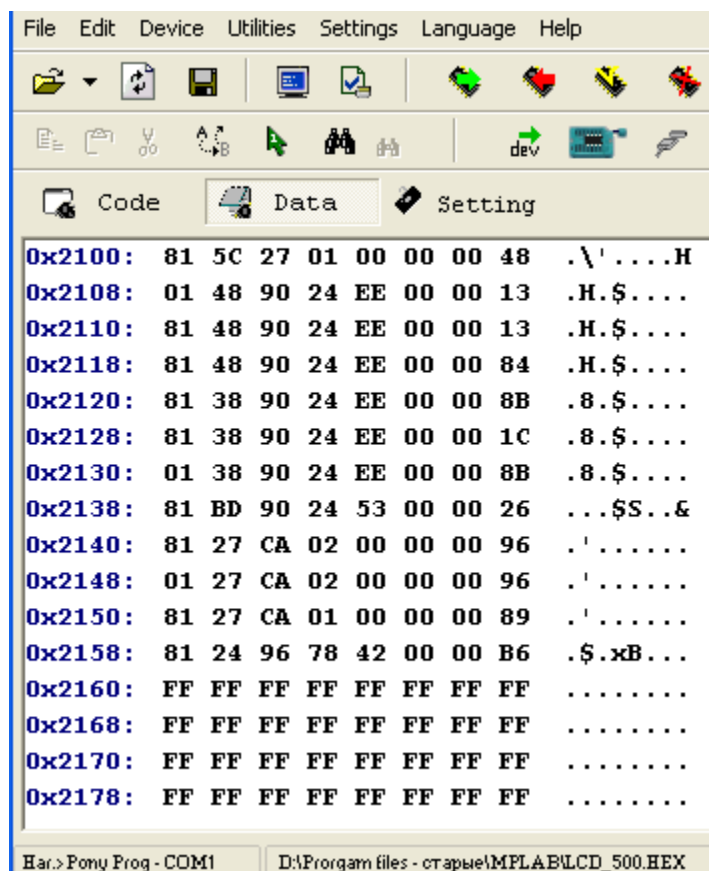 File Edit Device Utilities Settings Language Help
A B dev
Code Data Setting
0x2100: 81 5C 27 01 00 00 00 48 .\'....H
0x2108: 01 48 90 24 EE 00 00 13 .H.$....
0x2110: 81 48 90 24 EE 00 00 13 .H.$....
0x2118: 81 48 90 24 EE 00 00 84 .H.$....
0x2120: 81 38 90 24 EE 00 00 8B .8.$....
0x2128: 81 38 90 24 EE 00 00 1C .8.$....
0x2130: 01 38 90 24 EE 00 00 8B .8.$....
0x2138: 81 BD 90 24 53 00 00 26 ...$S..&
0x2140: 81 27 CA 02 00 00 00 96 .'......
0x2148: 01 27 CA 02 00 00 00 96 .'......
0x2150: 81 27 CA 01 00 00 00 89 .'......
0x2158: 81 24 96 78 42 00 00 B6 .$.xB...
0x2160: FF FF FF FF FF FF FF FF ........
0x2168: FF FF FF FF FF FF FF FF ........
0x2170: FF FF FF FF FF FF FF FF ........
0x2178: FF FF FF FF FF FF FF FF ........
Наг.> Pony Prog - COM1 D:\Prorgam files - старые\MPLAB\LCD_500.HEX